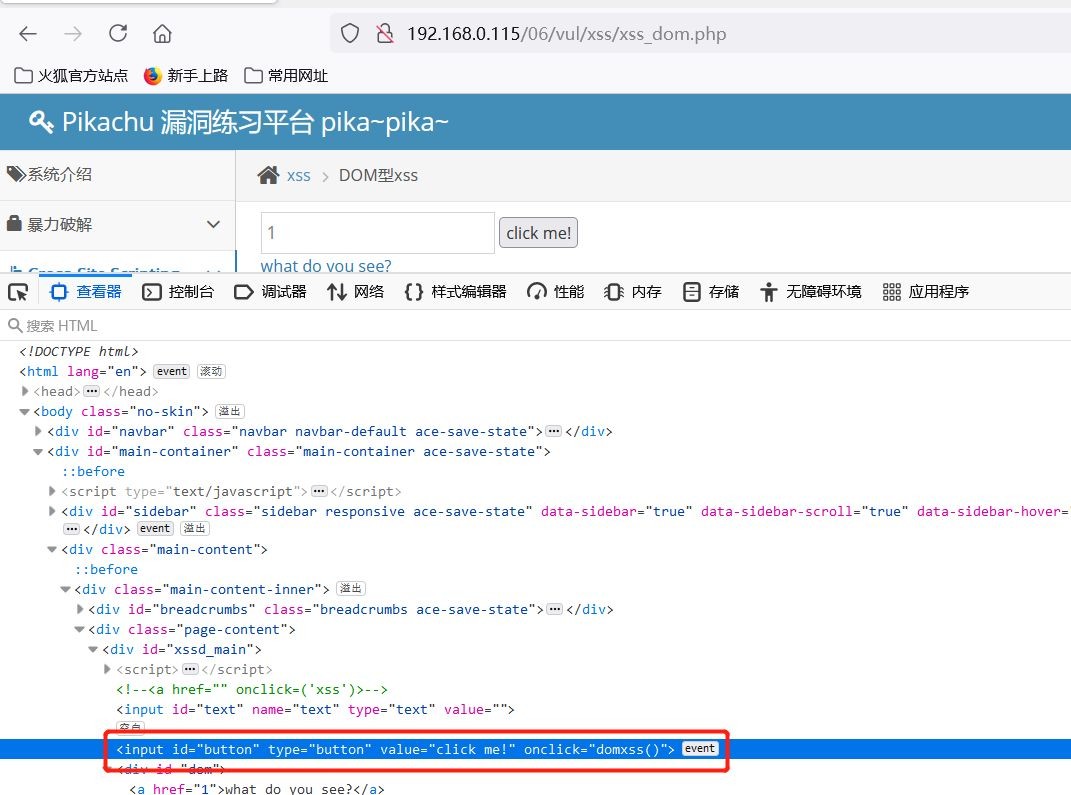 192.168.0.115/06/vul/xss/xss_dom.php
火狐官方站点 新手上路 常用网址
Pikachu 漏洞练习平台 pika~pika~
系统介绍
xss > DOM型xss
暴力破解
1 click me!
Cross-Site Scripting
what do you see?
查看器 控制台 调试器 网络 {} 样式编辑器 性能 内存 存储 无障碍环境 应用程序
搜索 HTML
<!DOCTYPE html>
<html lang="en"> event 滚动
<head> ··· </head>
<body class="no-skin"> 溢出
<div id="navbar" class="navbar navbar-default ace-save-state"> ··· </div>
<div id="main-container" class="main-container ace-save-state">
::before
<script type="text/javascript"> ··· </script>
<div id="sidebar" class="sidebar responsive ace-save-state" data-sidebar="true" data-sidebar-scroll="true" data-sidebar-hover=
··· </div> event 溢出
<div class="main-content">
::before
<div class="main-content-inner"> 溢出
<div id="breadcrumbs" class="breadcrumbs ace-save-state"> ··· </div>
<div class="page-content">
<div id="xssd_main">
<script> ··· </script>
<!--<a href="" onclick=('xss')>-->
<input id="text" name="text" type="text" value="">
空白
<input id="button" type="button" value="click me!" onclick="domxss()"> event
<div id="dom">
<a href="1">what do you see?</a>